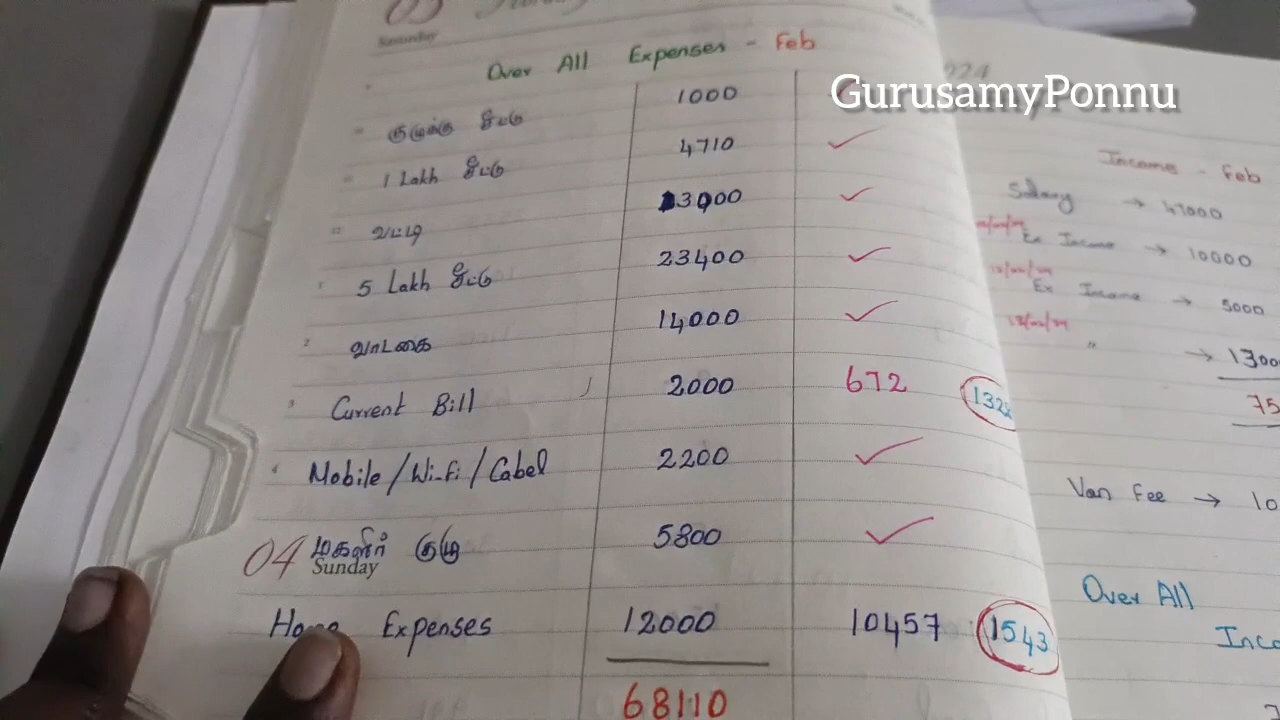 03
Saturday
Over All Expenses - Feb
குலுக்கு சீட்டு 1000
1 Lakh சீட்டு 4710 ✓
வட்டி 3000 ✓
5 Lakh சீட்டு 23400 ✓
வாடகை 14000 ✓
Current Bill 2000 672
Mobile/Wi-Fi/Cabel 2200 ✓
04 Sunday
மகளிர் குழு 5800 ✓
Home Expenses 12000 10457 1543
68110
GurusamyPonnu
Income - Feb
Salary → 47000
Ex Income → 10000
Ex Income → 5000
" →
Van Fee →
Over All